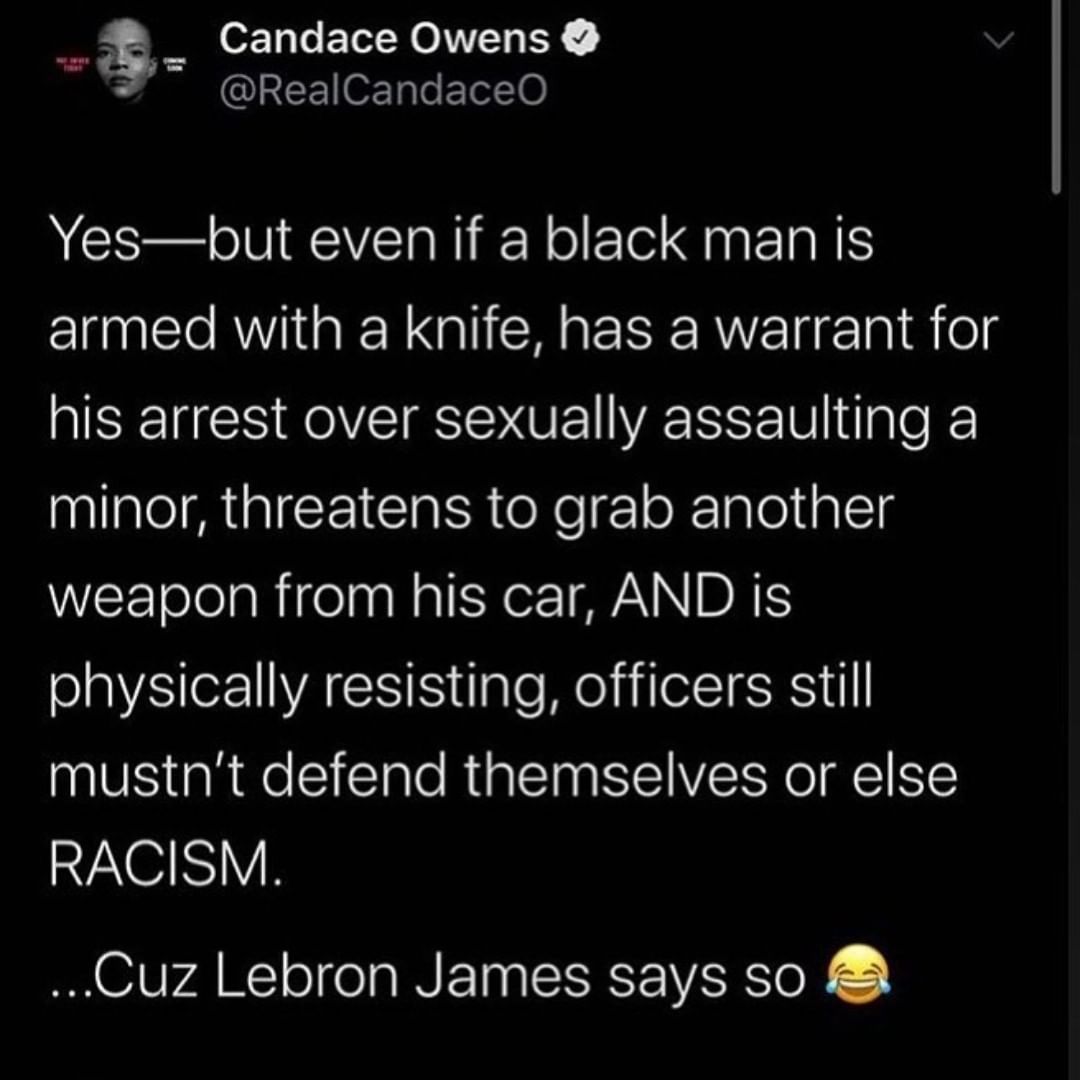 Candace Owens
@RealCandaceO
Yes—but even if a black man is
armed with a knife, has a warrant for
his arrest over sexually assaulting a
minor, threatens to grab another
weapon from his car, AND is
physically resisting, officers still
mustn't defend themselves or else
RACISM.
...Cuz Lebron James says so 😂